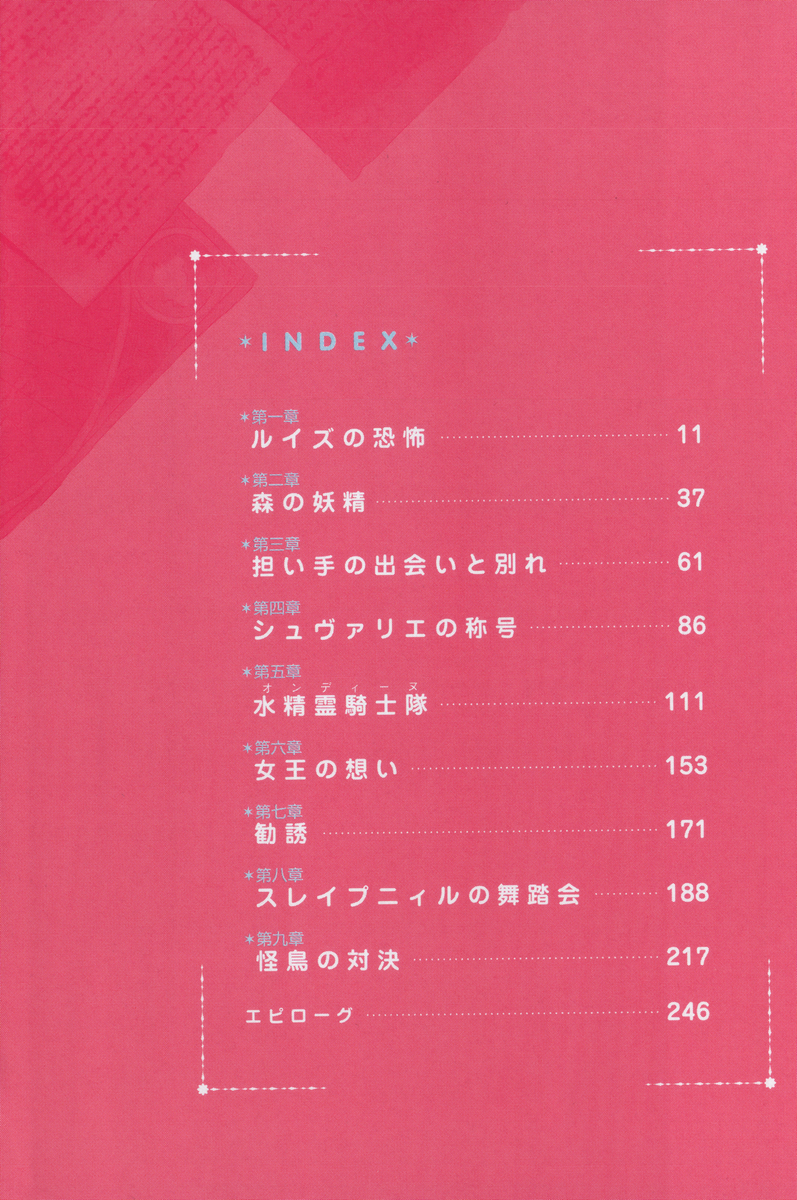 *INDEX*
*第一章
ルイズの恐怖 11
*第二章
森の妖精 37
*第三章
担い手の出会いと別れ 61
*第四章
シュヴァリエの称号 86
*第五章
オンディーヌ
水精霊騎士隊 111
*第六章
女王の想い 153
*第七章
勧誘 171
*第八章
スレイプニィルの舞踏会 188
*第九章
怪鳥の対決 217
エピローグ 246